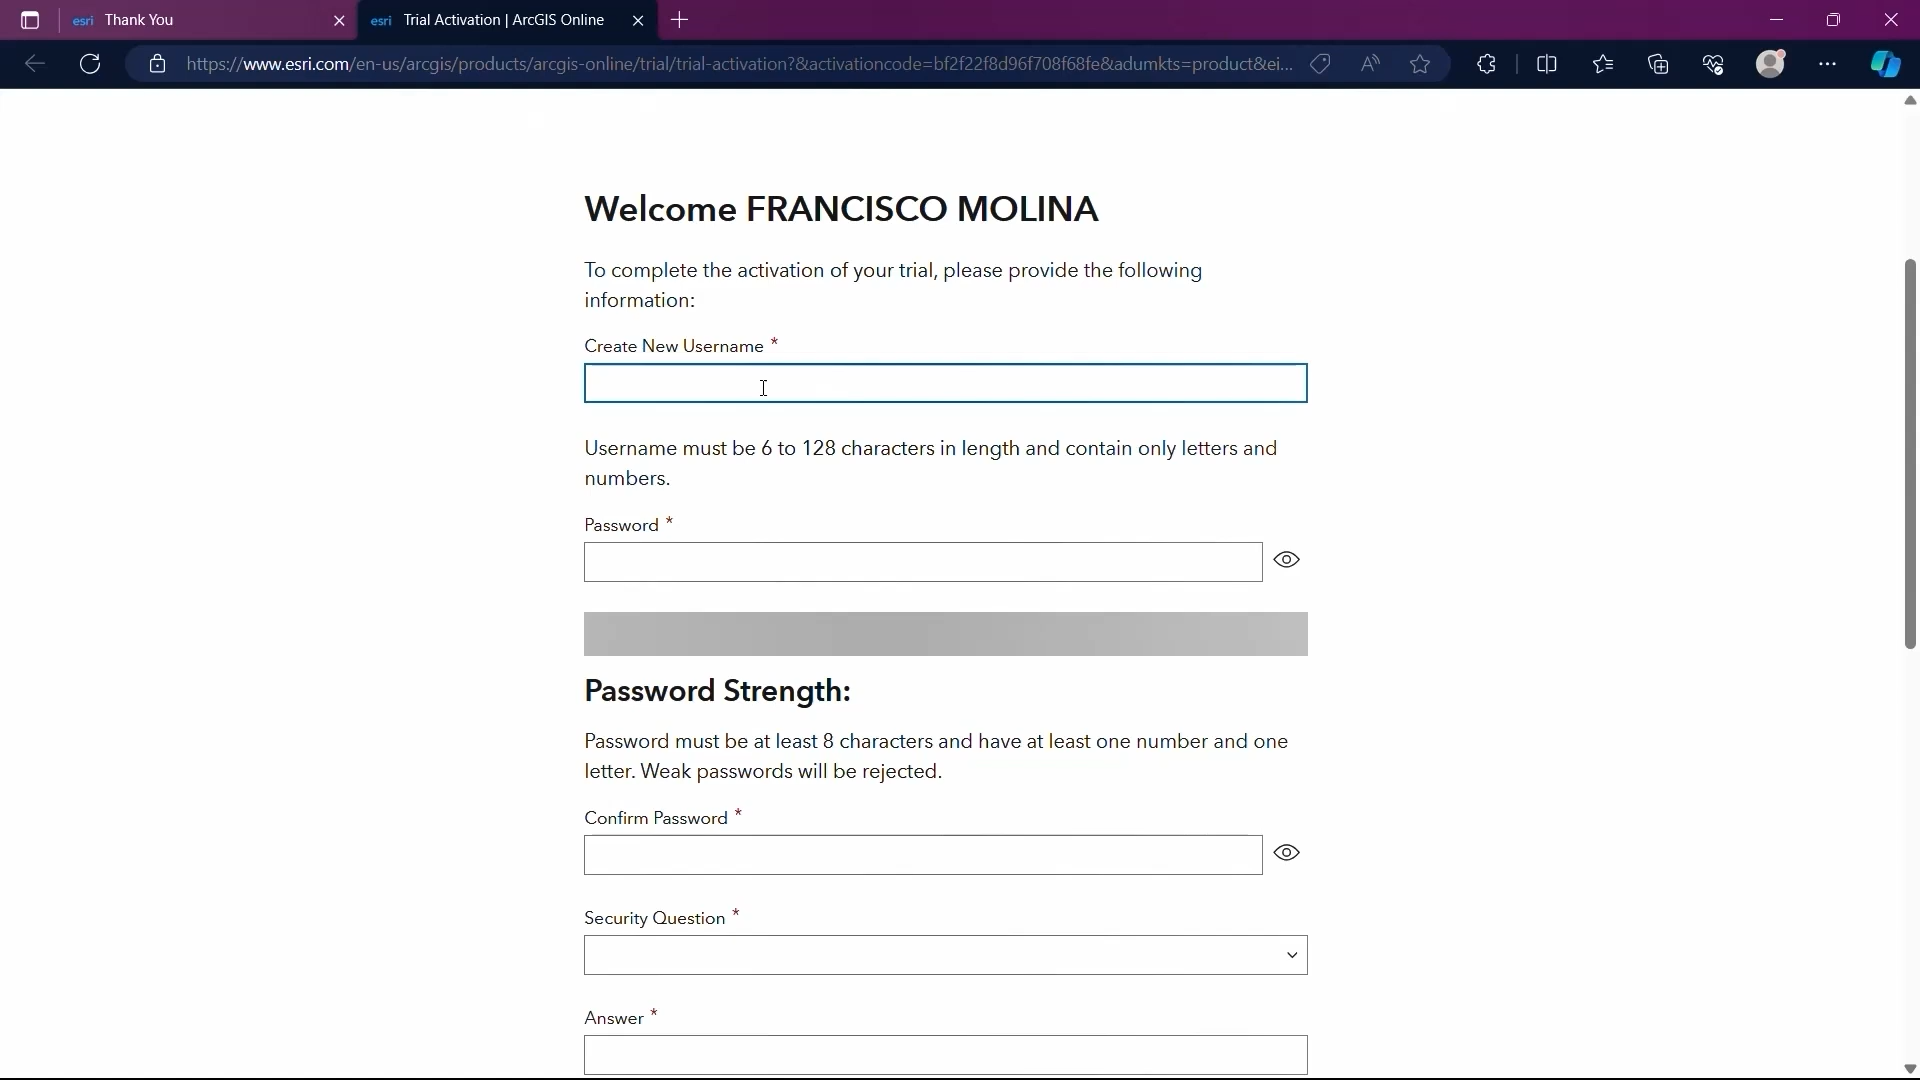 esri Thank You
esri Trial Activation | ArcGIS Online
https://www.esri.com/en-us/arcgis/products/arcgis-online/trial/trial-activation?&activationcode=bf2f22f8d96f708f68fe&adumkts=product&ei...
Welcome FRANCISCO MOLINA
To complete the activation of your trial, please provide the following
information:
Create New Username *
Username must be 6 to 128 characters in length and contain only letters and
numbers.
Password *
Password Strength:
Password must be at least 8 characters and have at least one number and one
letter. Weak passwords will be rejected.
Confirm Password *
Security Question *
Answer *